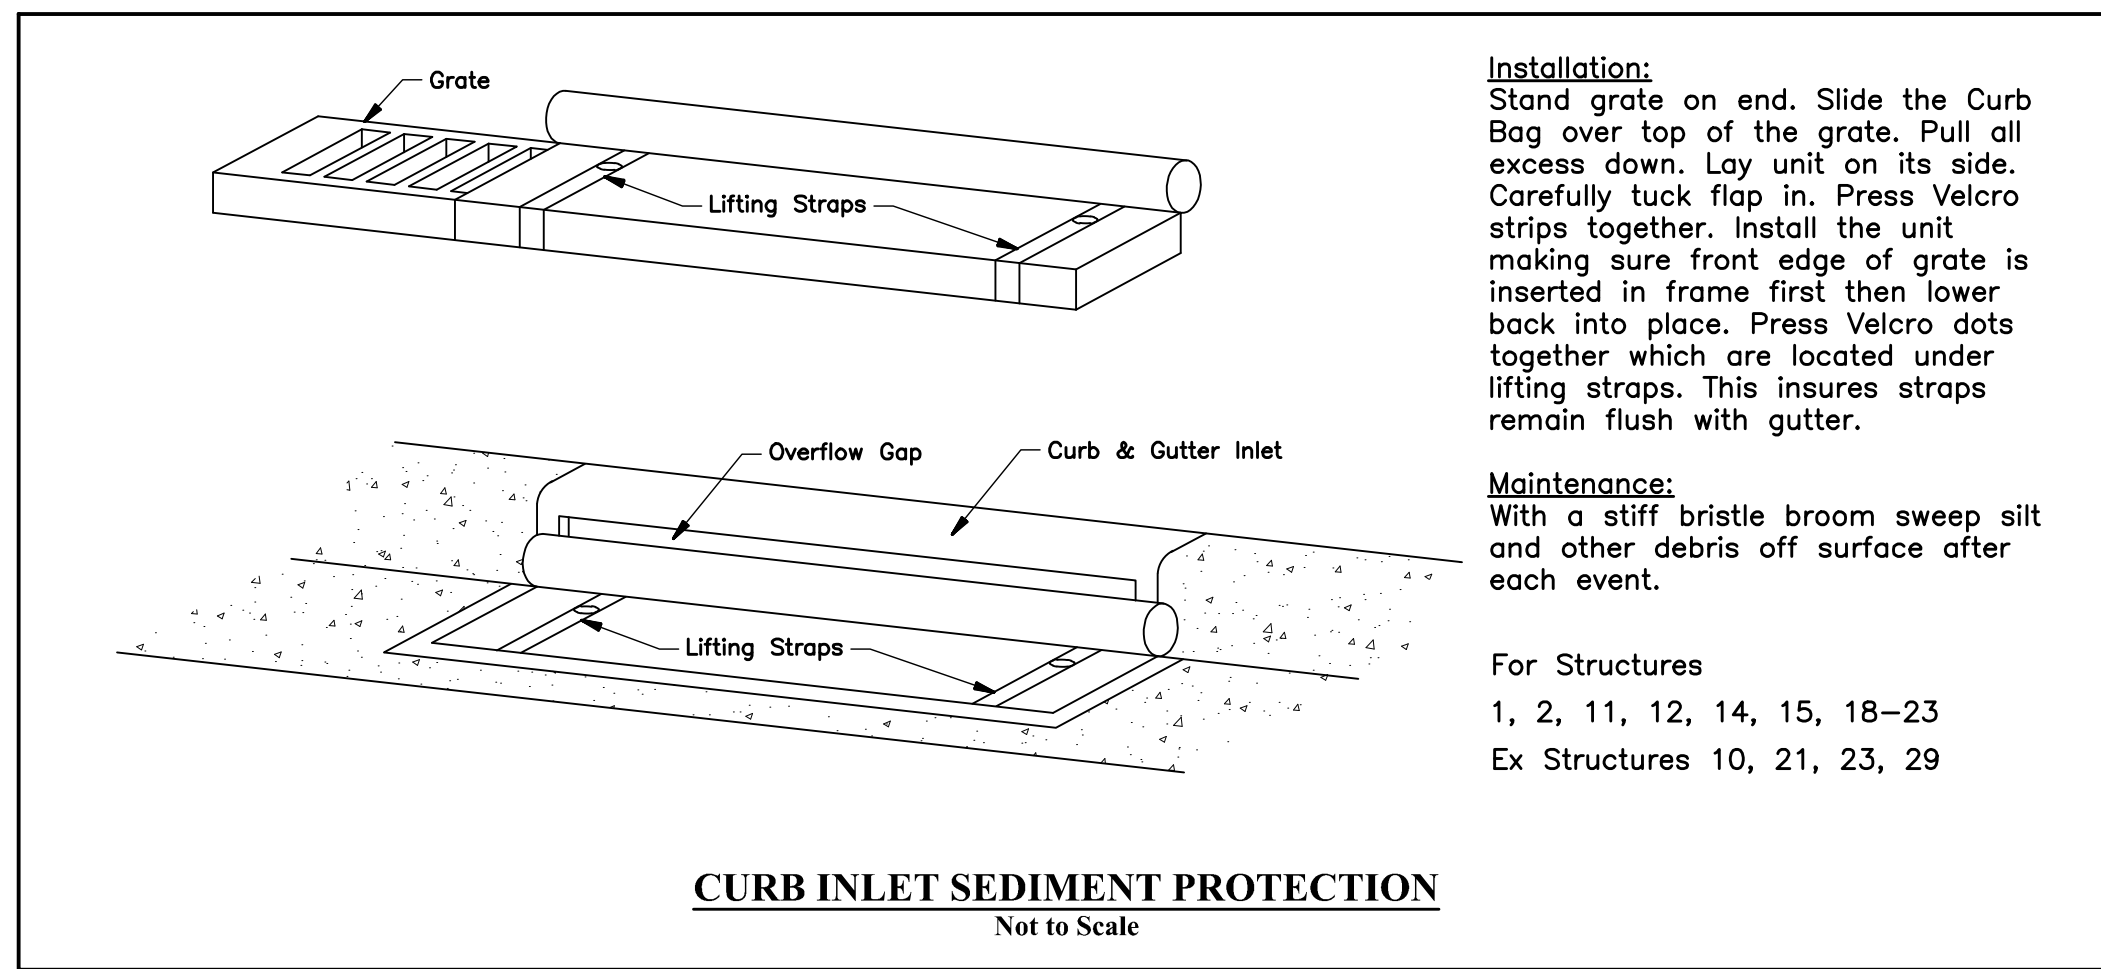 Grate
Lifting Straps
Overflow Gap
Curb & Gutter Inlet
Lifting Straps
Installation:
Stand grate on end. Slide the Curb
Bag over top of the grate. Pull all
excess down. Lay unit on its side.
Carefully tuck flap in. Press Velcro
strips together. Install the unit
making sure front edge of grate is
inserted in frame first then lower
back into place. Press Velcro dots
together which are located under
lifting straps. This insures straps
remain flush with gutter.
Maintenance:
With a stiff bristle broom sweep silt
and other debris off surface after
each event.
For Structures
1, 2, 11, 12, 14, 15, 18-23
Ex Structures 10, 21, 23, 29
CURB INLET SEDIMENT PROTECTION
Not to Scale